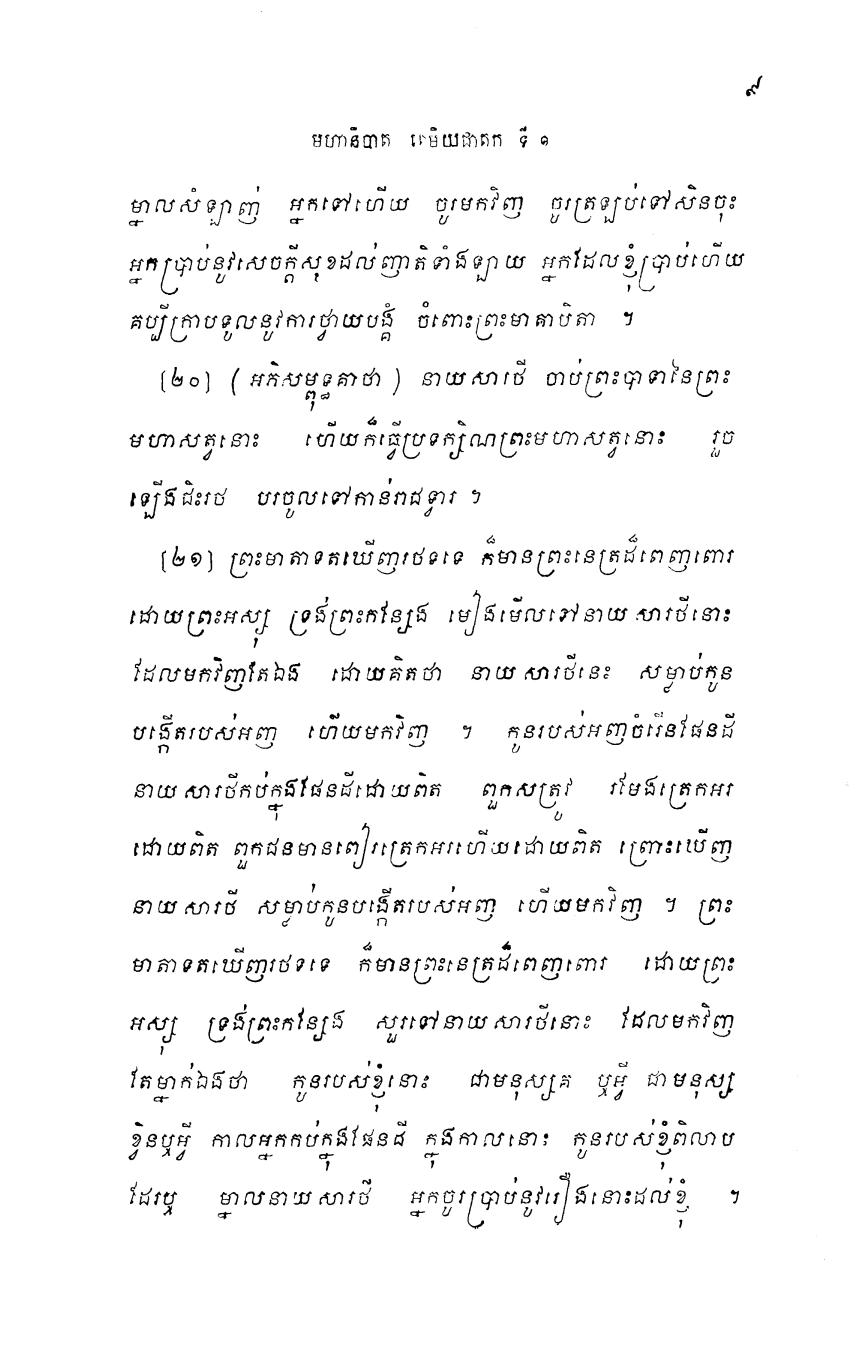 ៩
មហានិបាត តេមិយជាតក ទី ១
ម្នាលសំឡាញ់ អ្នកទៅហើយ ចូរមកវិញ ចូរត្រឡប់ទៅសិនចុះ
អ្នកប្រាប់នូវសេចក្តីសុខដល់ញាតិទាំងឡាយ អ្នកដែលខ្ញុំប្រាប់ហើយ
គប្បីក្រាបទូលនូវការថ្វាយបង្គំ ចំពោះព្រះមាតាបិតា ។
[២០] (អភិសម្ពុទ្ធគាថា) នាយសារថី ចាប់ព្រះបាទានៃព្រះ
មហាសត្វនោះ ហើយក៏ធ្វើប្រទក្សិណព្រះមហាសត្វនោះ រួច
ឡើងជិះរថ បរចូលទៅកាន់រាជទ្វារ ។
[២១] ព្រះមាតាទតឃើញរថទទេ ក៏មានព្រះនេត្រដ៏ពេញពោរ
ដោយព្រះអស្សុ ទ្រង់ព្រះកន្សែង មៀងមើលទៅនាយសារថីនោះ
ដែលមកវិញតែឯង ដោយគិតថា នាយសារថីនេះ សម្លាប់កូន
បង្កើតរបស់អញ ហើយមកវិញ ។ កូនរបស់អញចំរើនផែនដី
នាយសារថីកប់ក្នុងផែនដីដោយពិត ពួកសត្រូវ រមែងត្រេកអរ
ដោយពិត ពួកជនមានពៀរត្រេកអរហើយដោយពិត ព្រោះឃើញ
នាយសារថី សម្លាប់កូនបង្កើតរបស់អញ ហើយមកវិញ ។ ព្រះ
មាតាទតឃើញរថទទេ ក៏មានព្រះនេត្រដ៏ពេញពោរ ដោយព្រះ
អស្សុ ទ្រង់ព្រះកន្សែង សួរទៅនាយសារថីនោះ ដែលមកវិញ
តែម្នាក់ឯងថា កូនរបស់ខ្ញុំនោះ ជាមនុស្សគ ឬអ្វី ជាមនុស្ស
ខ្វិនឬអ្វី កាលអ្នកកប់ក្នុងផែនដី ក្នុងកាលនោះ កូនរបស់ខ្ញុំពិលាប
ដែរឬ ម្នាលនាយសារថី អ្នកចូរប្រាប់នូវរឿងនោះដល់ខ្ញុំ ។